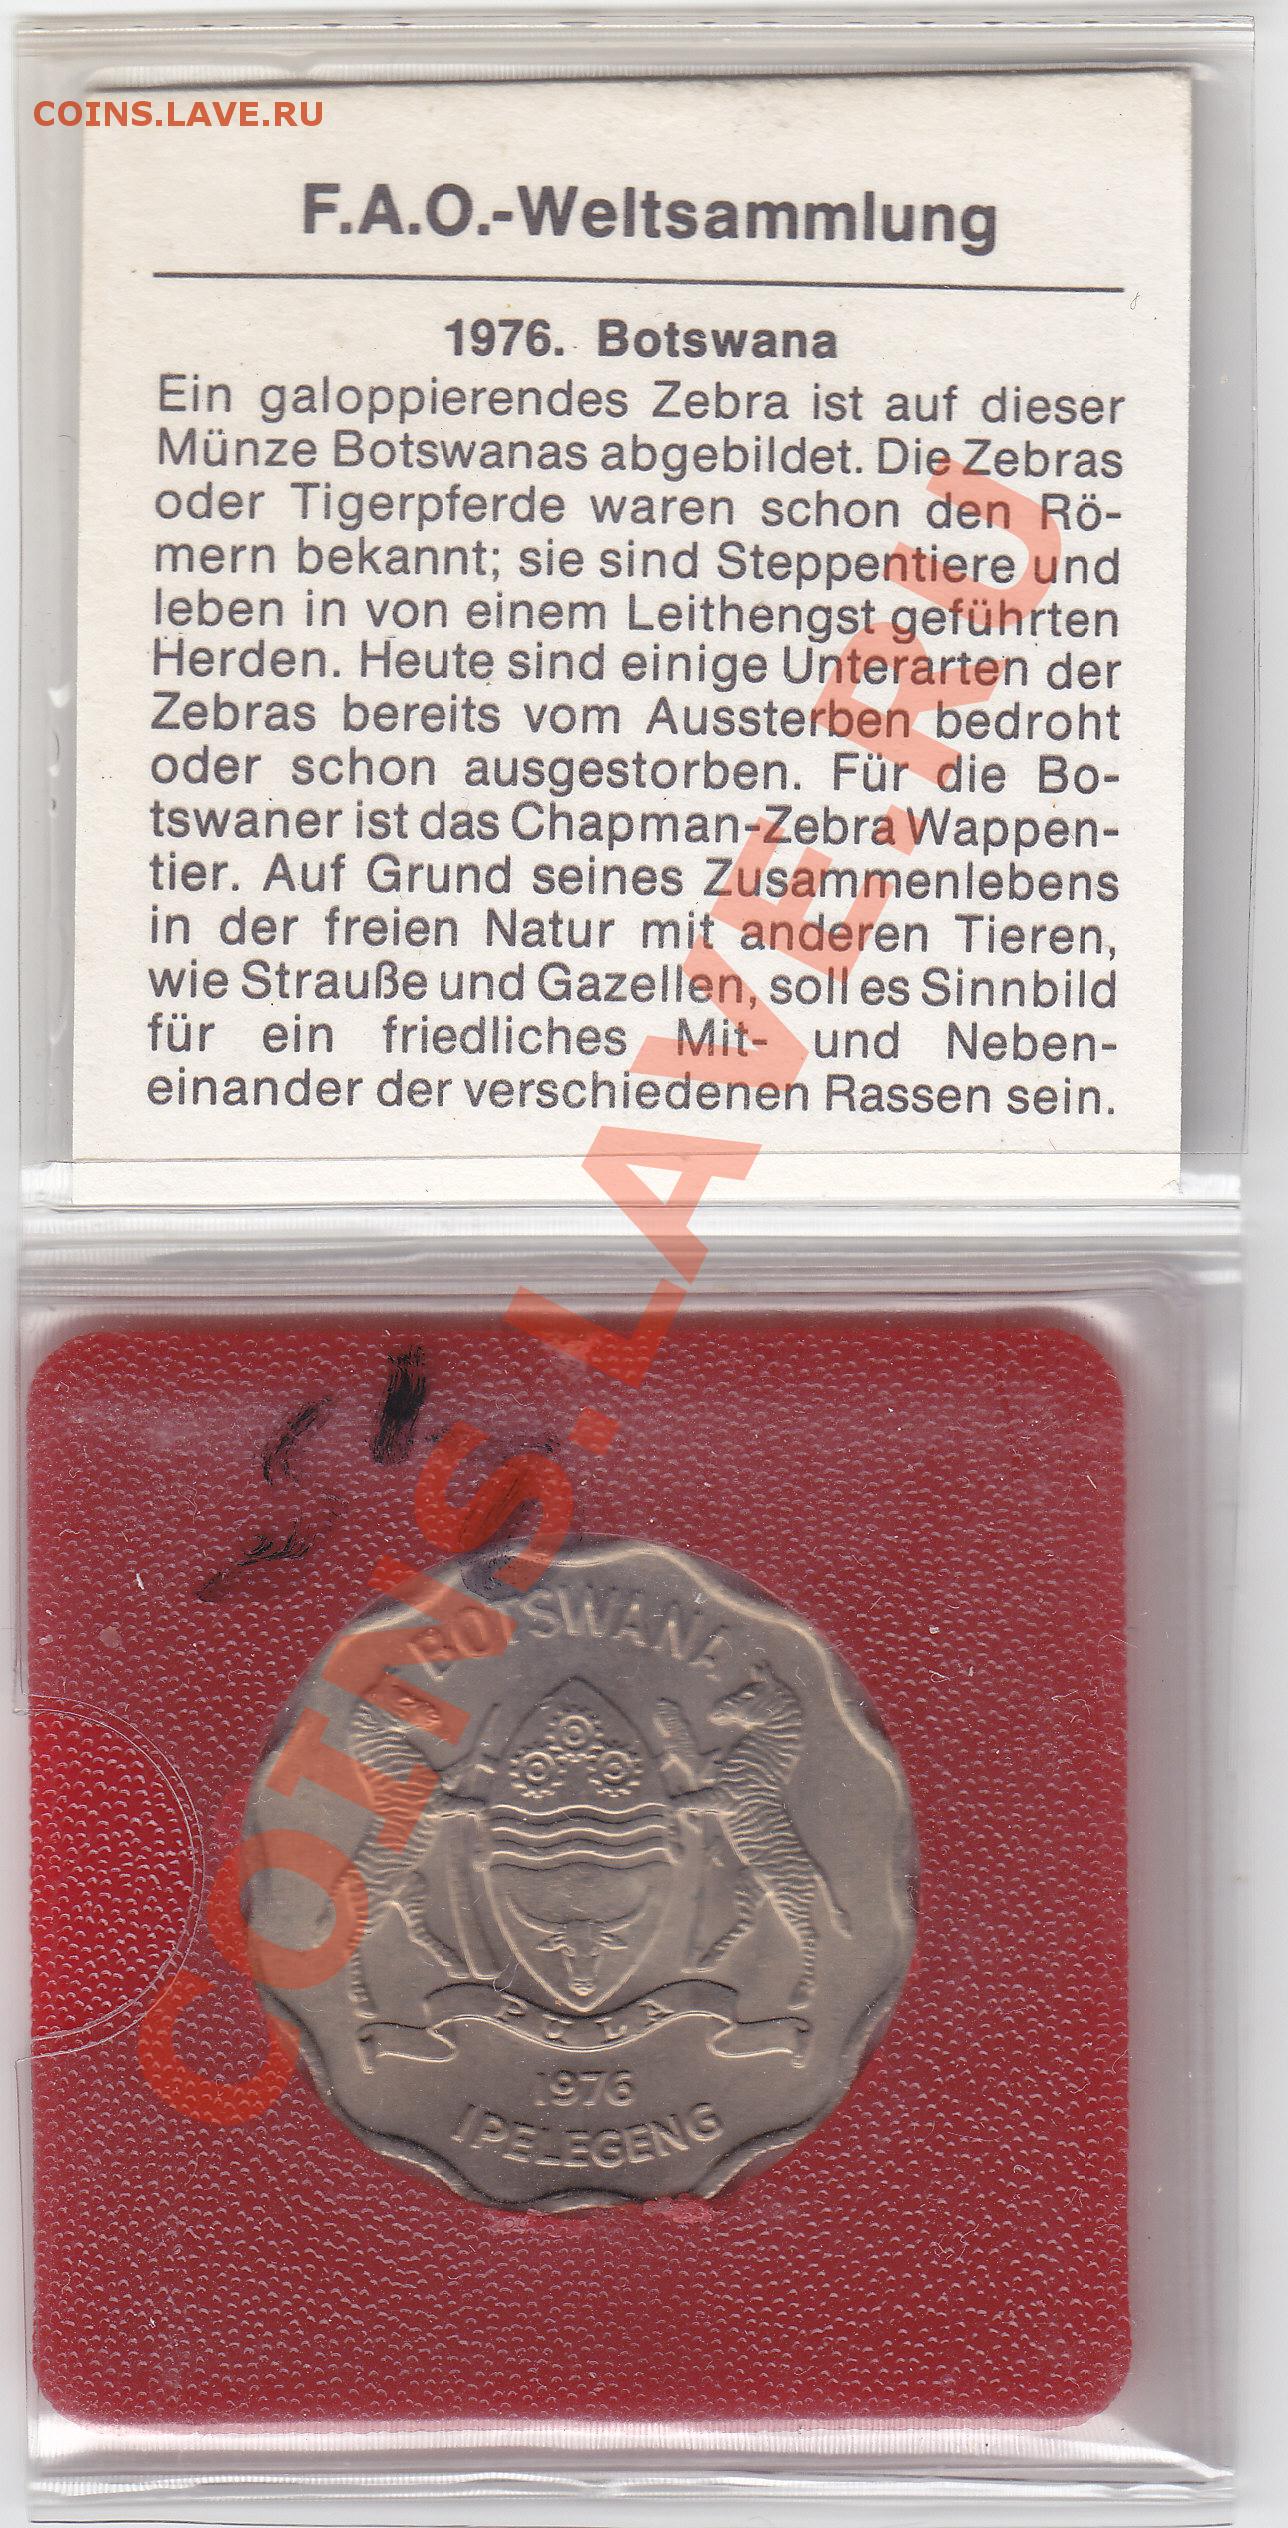 COINS.LAVE.RU
F.A.O.-Weltsammlung
1976. Botswana
Ein galoppierendes Zebra ist auf dieser
Münze Botswanas abgebildet. Die Zebras
oder Tigerpferde waren schon den Rö-
mern bekannt; sie sind Steppentiere und
leben in von einem Leithengst geführten
Herden. Heute sind einige Unterarten der
Zebras bereits vom Aussterben bedroht
oder schon ausgestorben. Für die Bo-
tswaner ist das Chapman-Zebra Wappen-
tier. Auf Grund seines Zusammenlebens
in der freien Natur mit anderen Tieren,
wie Strauße und Gazellen, soll es Sinnbild
für ein friedliches Mit- und Neben-
einander der verschiedenen Rassen sein.
COINS.LAVE.RU
BOTSWANA
PULA
1976
IPELEGENG